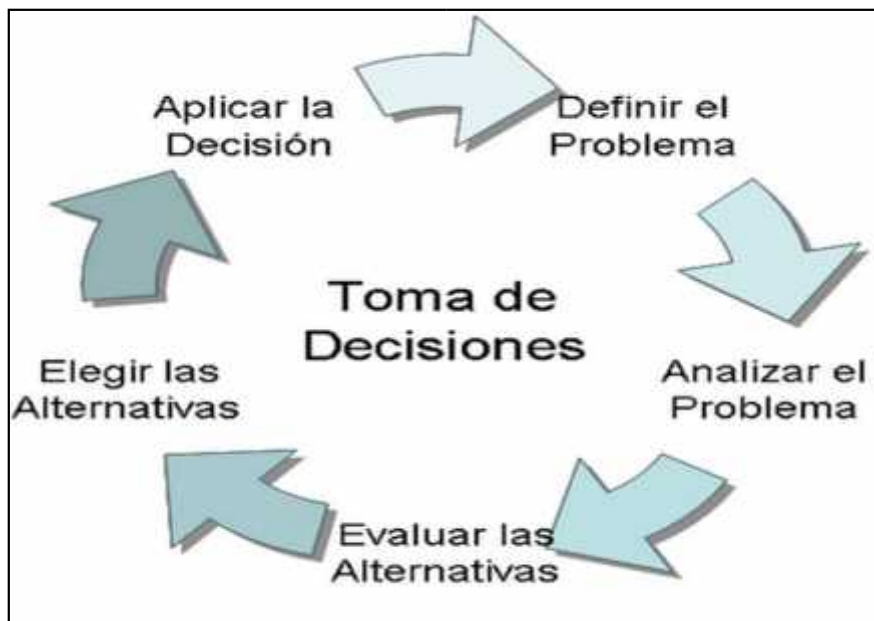 Aplicar la
Decisión
Definir el
Problema
Toma de
Decisiones
Analizar el
Problema
Evaluar las
Alternativas
Elegir las
Alternativas